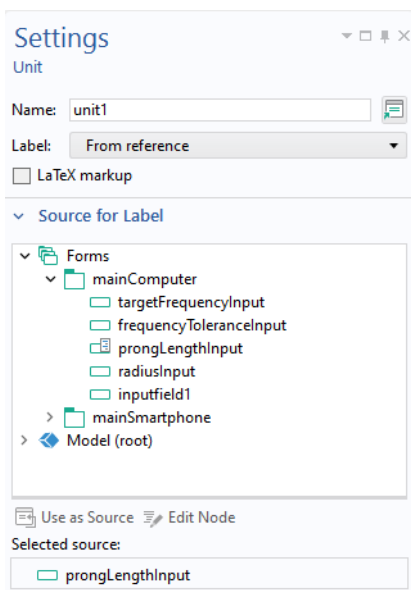 Settings
Unit
Name: unit1
Label: From reference
LaTeX markup
Source for Label
Forms
mainComputer
targetFrequencyInput
frequencyToleranceInput
prongLengthInput
radiusInput
inputfield1
mainSmartphone
Model (root)
Use as Source Edit Node
Selected source:
prongLengthInput